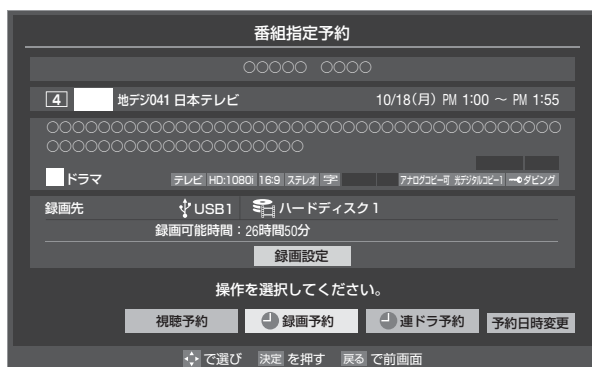 番組指定予約
○○○○○ ○○○○
4 地デジ041 日本テレビ 10/18(月) PM 1:00 ～ PM 1:55
○○○○○○○○○○○○○○○○○○○○○○○○○○○○○○
○○○○○○○○○○○○○○○
ドラマ テレビ HD:1080i 16:9 ステレオ 字 アナログコピー可 光デジタルコピー1 ダビング
録画先 USB1 ハードディスク1
録画可能時間：26時間50分
録画設定
操作を選択してください。
視聴予約 録画予約 連ドラ予約 予約日時変更
で選び 決定 を押す 戻る で前画面